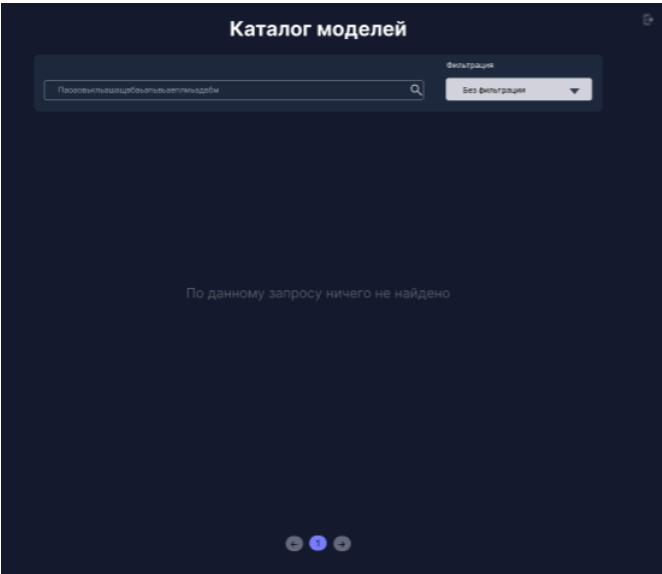 Каталог моделей
Фильтрация
Без фильтрации
По данному запросу ничего не найдено
1